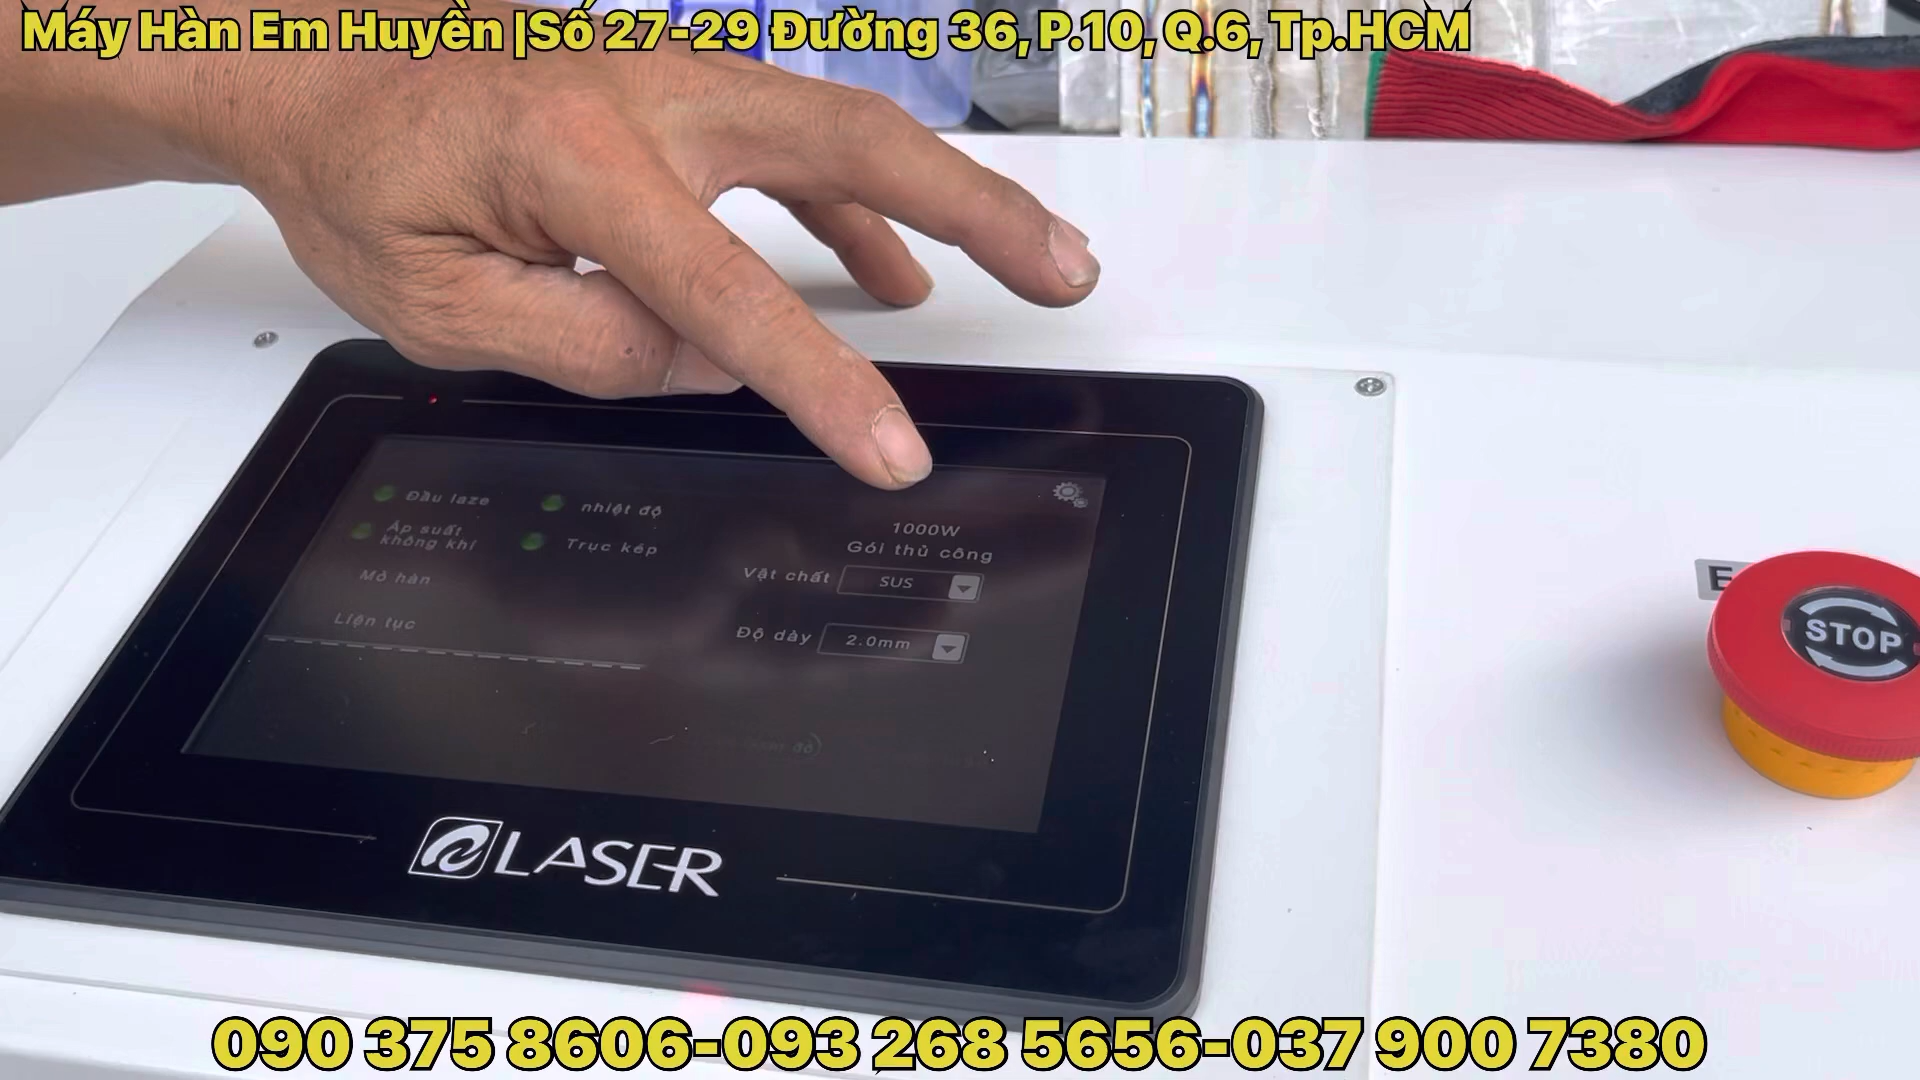 Máy Hàn Em Huyền |Số 27-29 Đường 36, P.10, Q.6, Tp.HCM
Đầu laze
nhiệt độ
Áp suất
không khí
Trục kép
Mỏ hàn
Liện tục
1000W
Gói thủ công
Vật chất
SUS
Độ dày
2.0mm
LASER
E
STOP
090 375 8606-093 268 5656-037 900 7380